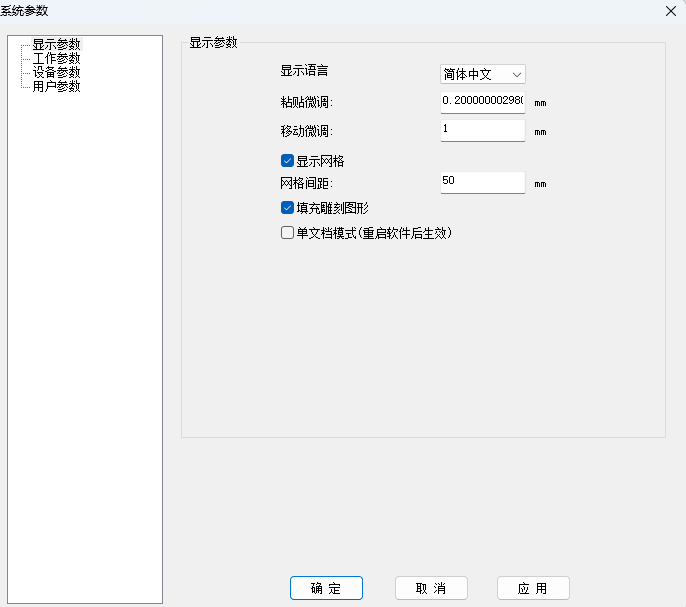 系统参数
显示参数
工作参数
设备参数
用户参数
显示参数
显示语言 简体中文
粘贴微调: 0.2000000298 mm
移动微调: 1 mm
显示网格
网格间距: 50 mm
填充雕刻图形
单文档模式(重启软件后生效)
确 定 取 消 应 用